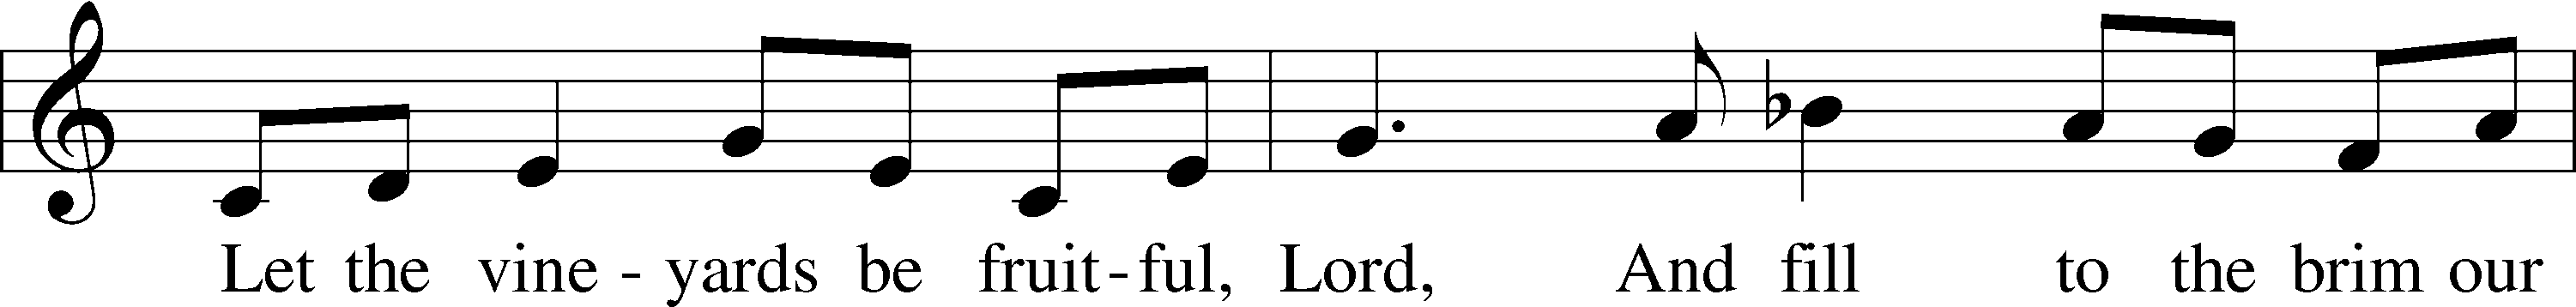 Let the vine - yards be fruit - ful, Lord, And fill to the brim our